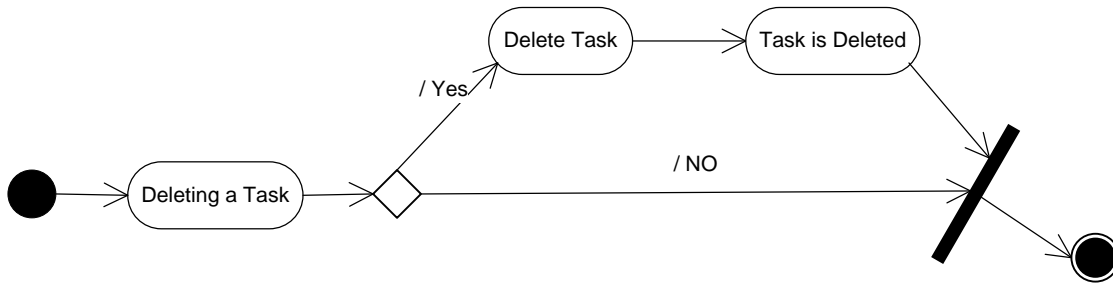 Delete Task
Task is Deleted
/ Yes
/ NO
Deleting a Task